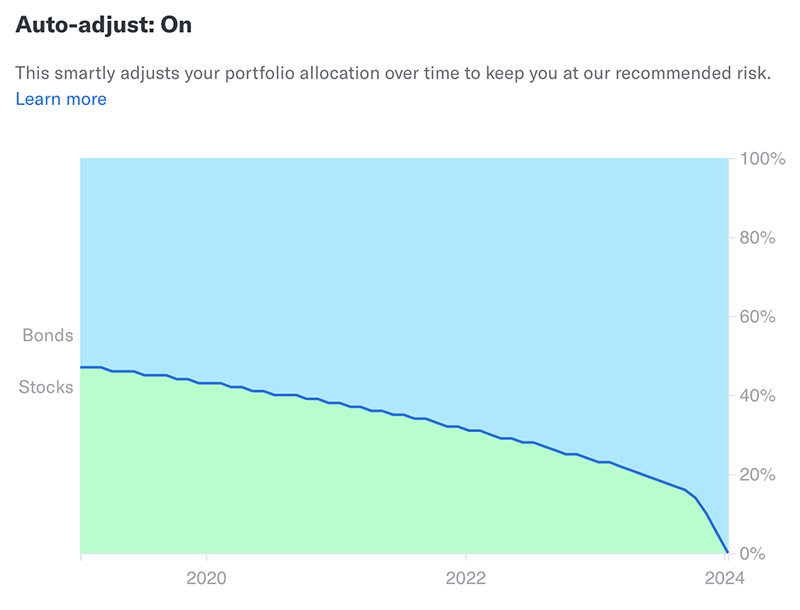 Auto-adjust: On
This smartly adjusts your portfolio allocation over time to keep you at our recommended risk.
Learn more
100%
80%
60%
Bonds
Stocks
40%
20%
0%
2020
2022
2024